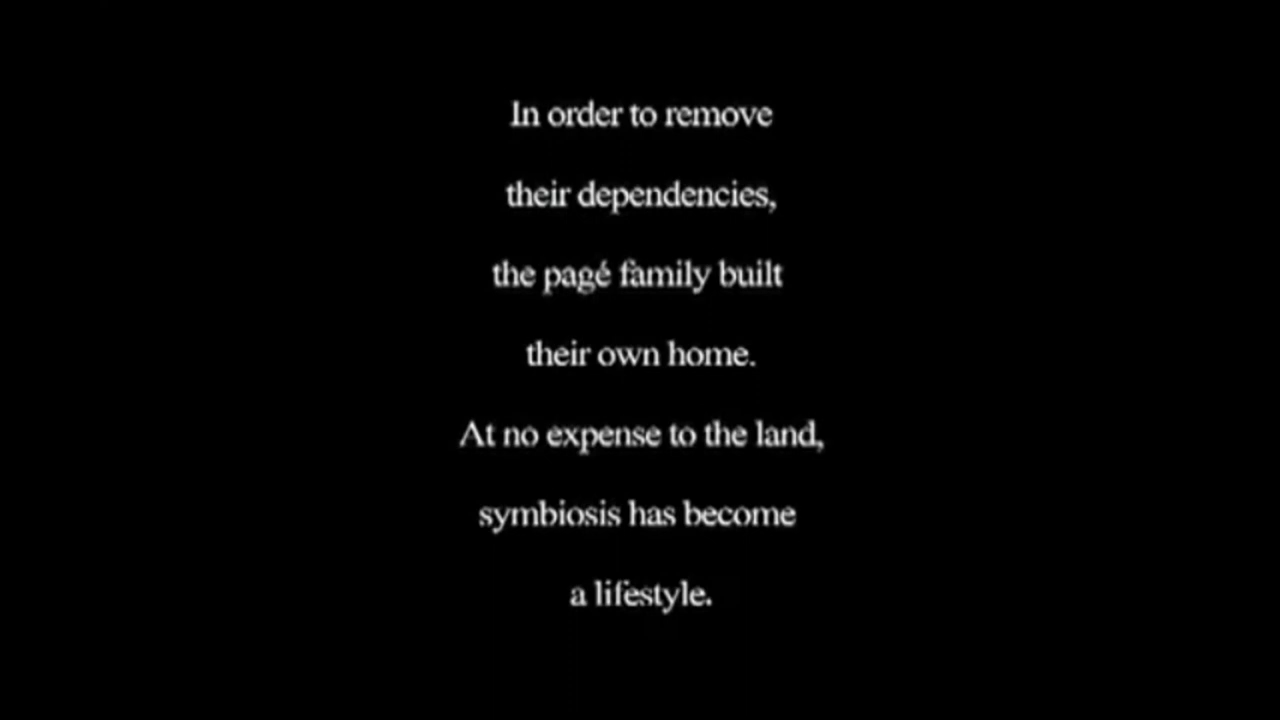 In order to remove
their dependencies,
the pagé family built
their own home.
At no expense to the land,
symbiosis has become
a lifestyle.